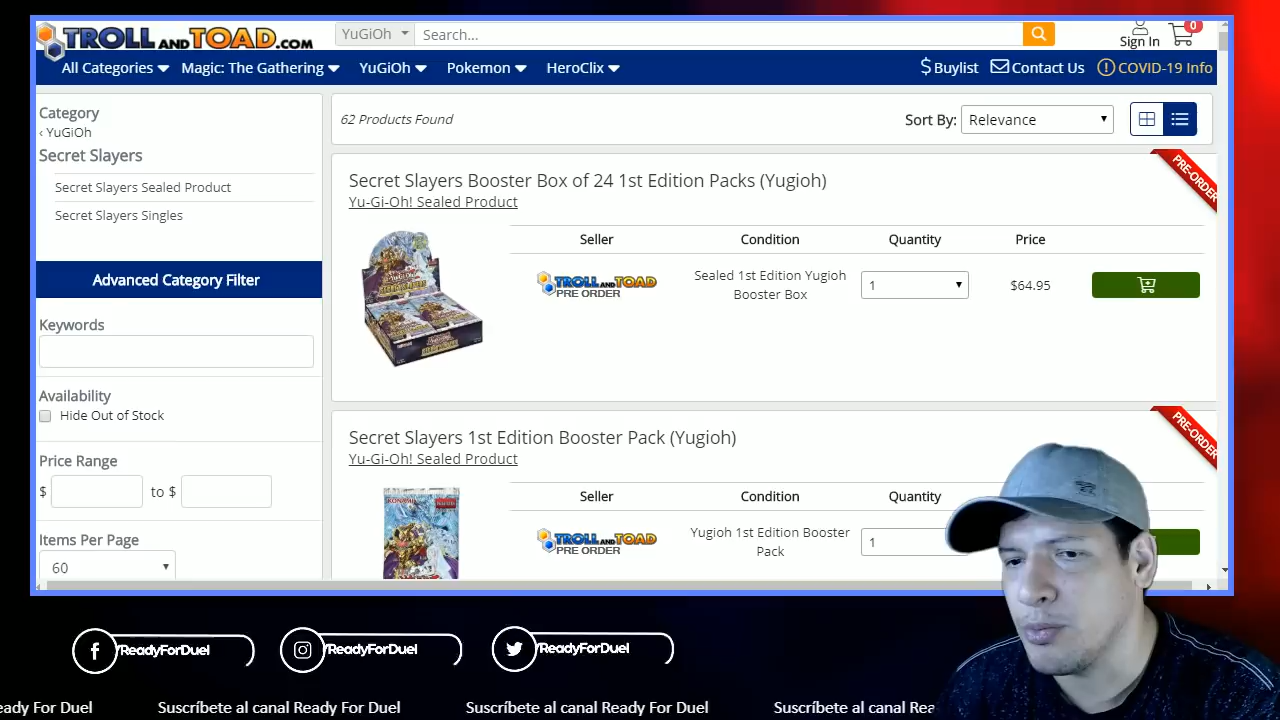 TROLL AND TOAD.COM
YuGiOh
Search...
Sign In
0
All Categories
Magic: The Gathering
YuGiOh
Pokemon
HeroClix
$Buylist
Contact Us
COVID-19 Info
Category
‹ YuGiOh
Secret Slayers
Secret Slayers Sealed Product
Secret Slayers Singles
Advanced Category Filter
Keywords
Availability
Hide Out of Stock
Price Range
$
to $
Items Per Page
60
62 Products Found
Sort By:
Relevance
PRE-ORDER
Secret Slayers Booster Box of 24 1st Edition Packs (Yugioh)
Yu-Gi-Oh! Sealed Product
Seller Condition Quantity Price
TROLL AND TOAD
PRE ORDER
Sealed 1st Edition Yugioh
Booster Box
1
$64.95
PRE-ORDER
Secret Slayers 1st Edition Booster Pack (Yugioh)
Yu-Gi-Oh! Sealed Product
Seller Condition Quantity
KONAMI
TROLL AND TOAD
PRE ORDER
Yugioh 1st Edition Booster
Pack
1
/ReadyForDuel
/ReadyForDuel
/ReadyForDuel
eady For Duel Suscríbete al canal Ready For Duel Suscríbete al canal Ready For Duel Suscríbete al canal Rea